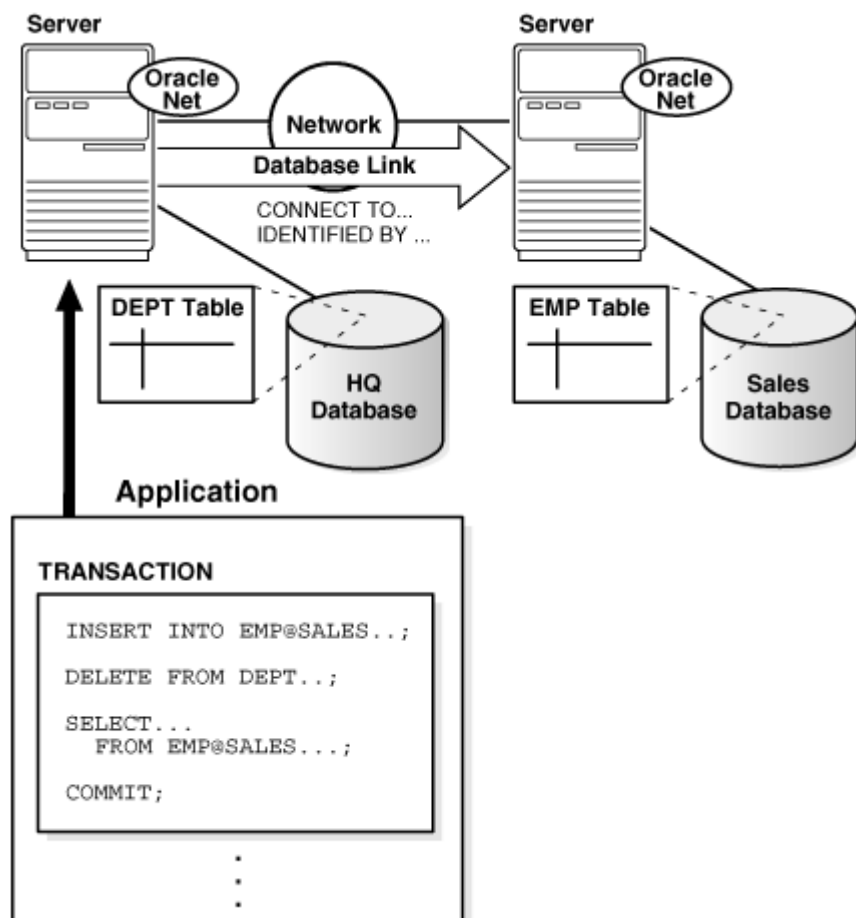 Server
Server
Oracle
Net
Oracle
Net
Network
Database Link
CONNECT TO...
IDENTIFIED BY ...
DEPT Table
EMP Table
HQ
Database
Sales
Database
Application
TRANSACTION
INSERT INTO EMP@SALES..;
DELETE FROM DEPT..;
SELECT...
FROM EMP@SALES...;
COMMIT;
.
.
.